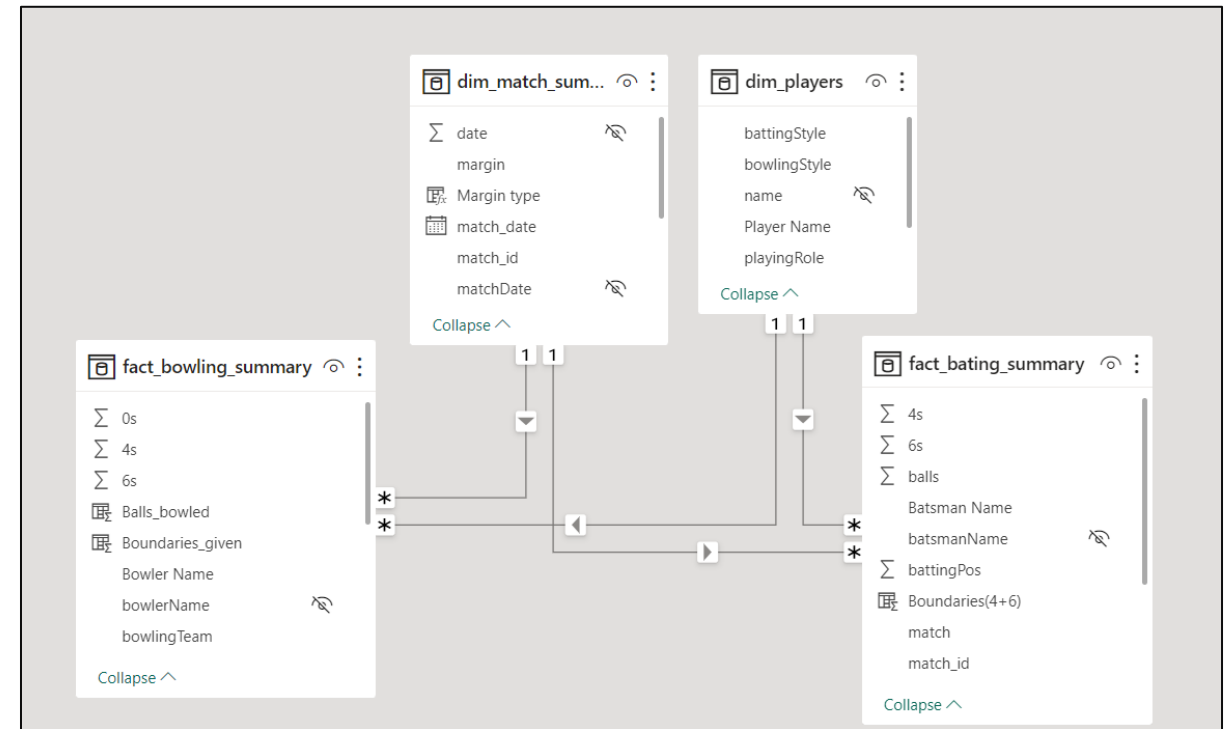 dim_match_sum...
date
margin
Margin type
match_date
match_id
matchDate
Collapse
1 1
dim_players
battingStyle
bowlingStyle
name
Player Name
playingRole
Collapse
1 1
fact_bowling_summary
Σ 0s
Σ 4s
Σ 6s
Balls_bowled
Boundaries_given
Bowler Name
bowlerName
bowlingTeam
Collapse
*
*
fact_bating_summary
Σ 4s
Σ 6s
Σ balls
Batsman Name
batsmanName
Σ battingPos
Boundaries(4+6)
match
match_id
Collapse
*
*